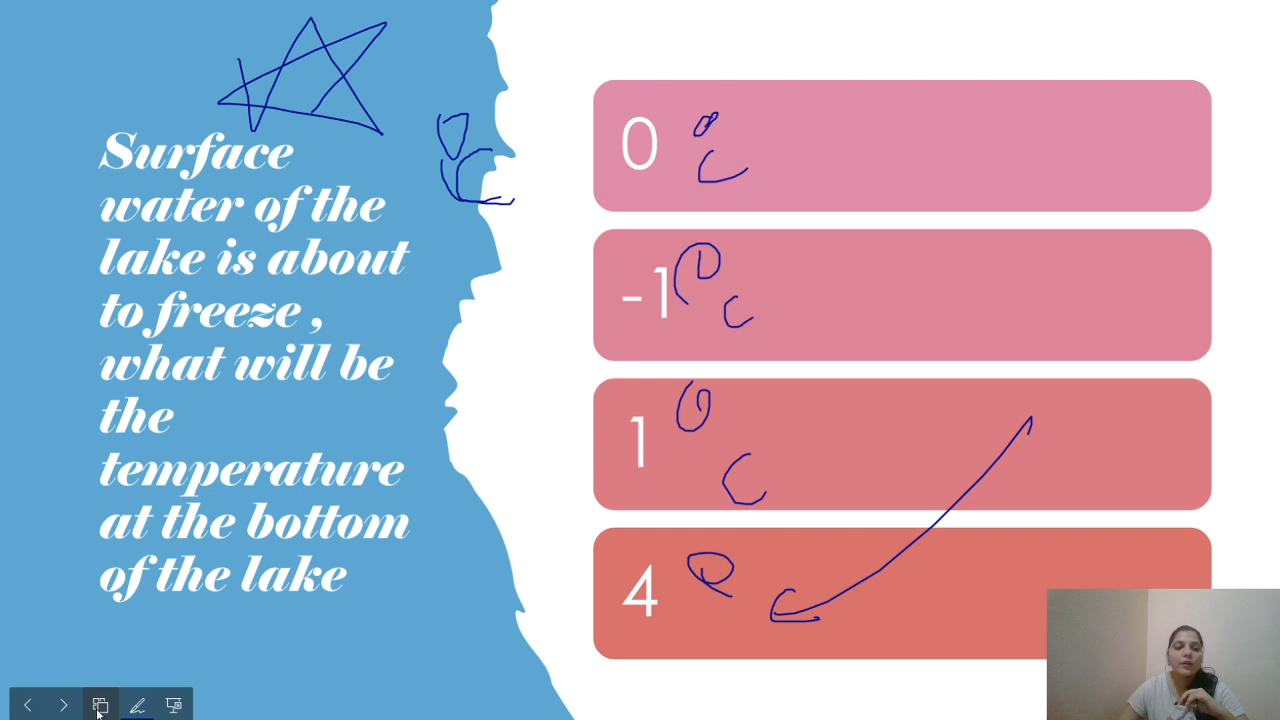 Surface
water of the
lake is about
to freeze ,
what will be
the
temperature
at the bottom
of the lake
0 °C
-1 °C
1 °C
4 °C